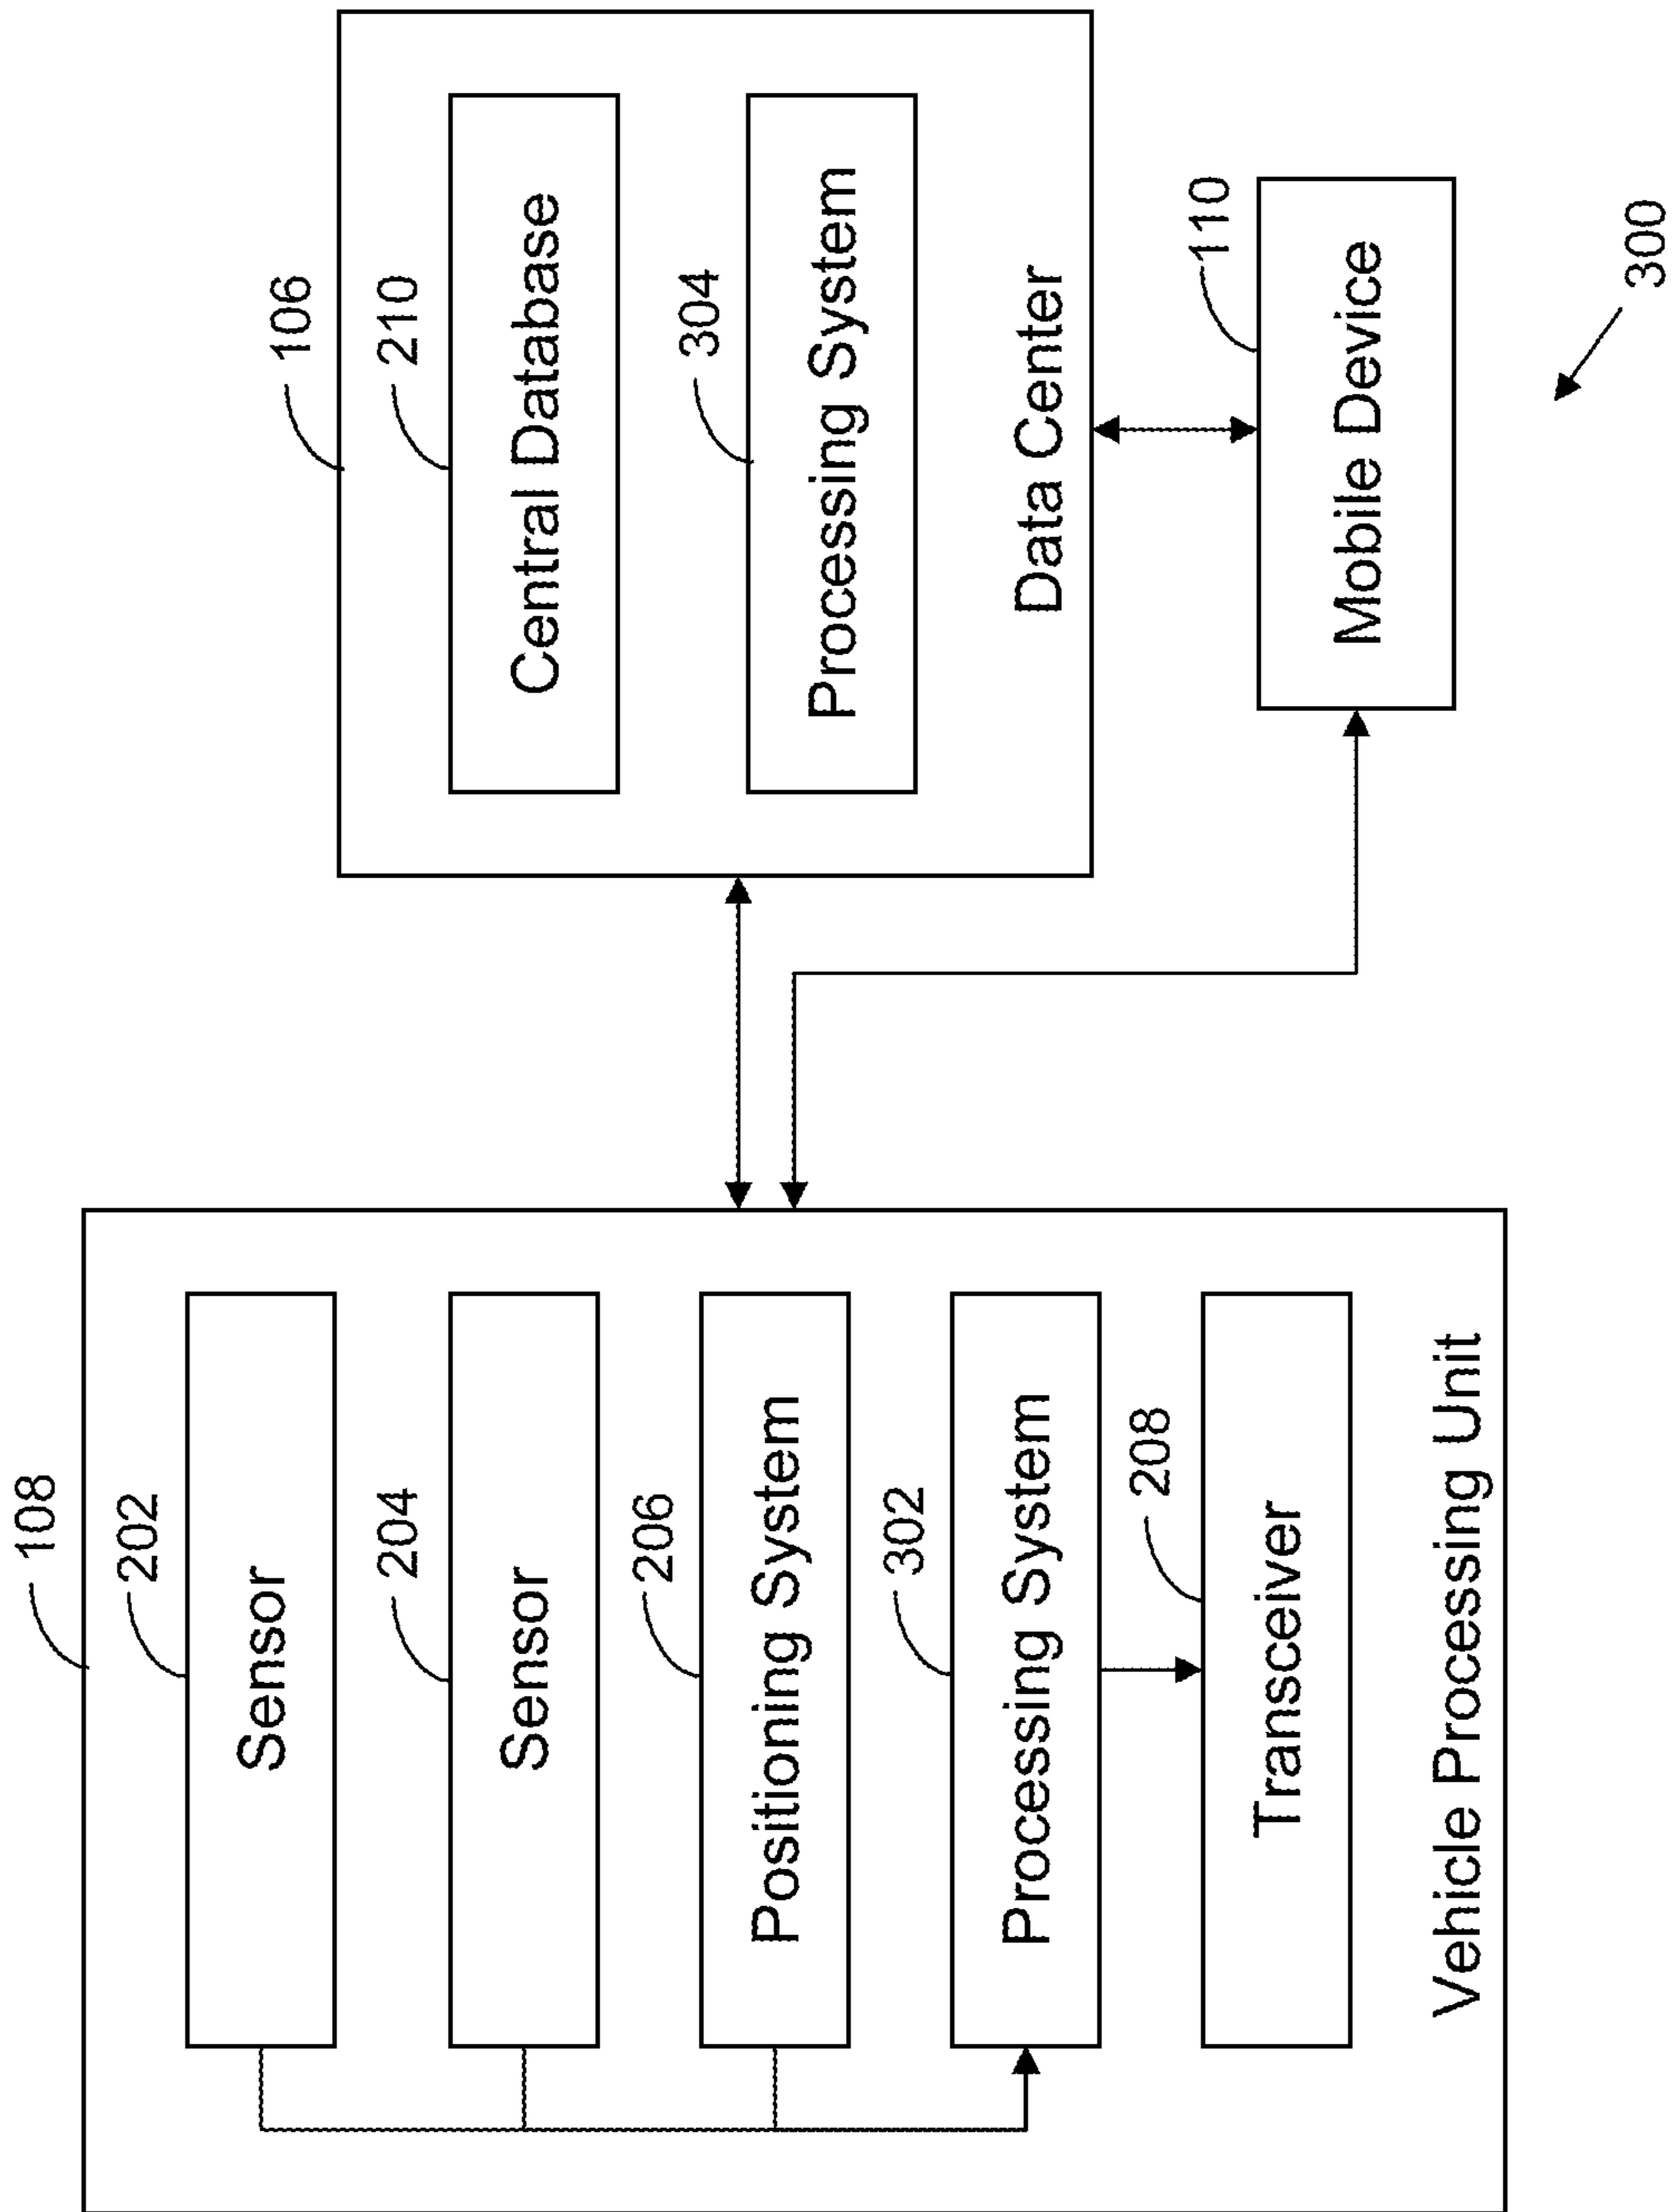 108
202
Sensor
204
Sensor
206
Positioning System
302
Processing System
208
Transceiver
Vehicle Processing Unit
106
210
Central Database
304
Processing System
Data Center
110
Mobile Device
300